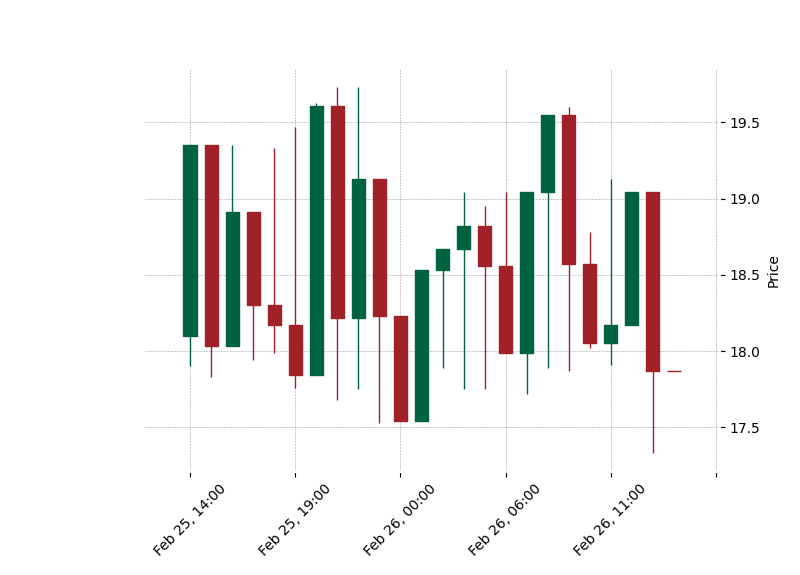 19.5
19.0
18.5
18.0
17.5
Price
Feb 25, 14:00
Feb 25, 19:00
Feb 26, 00:00
Feb 26, 06:00
Feb 26, 11:00